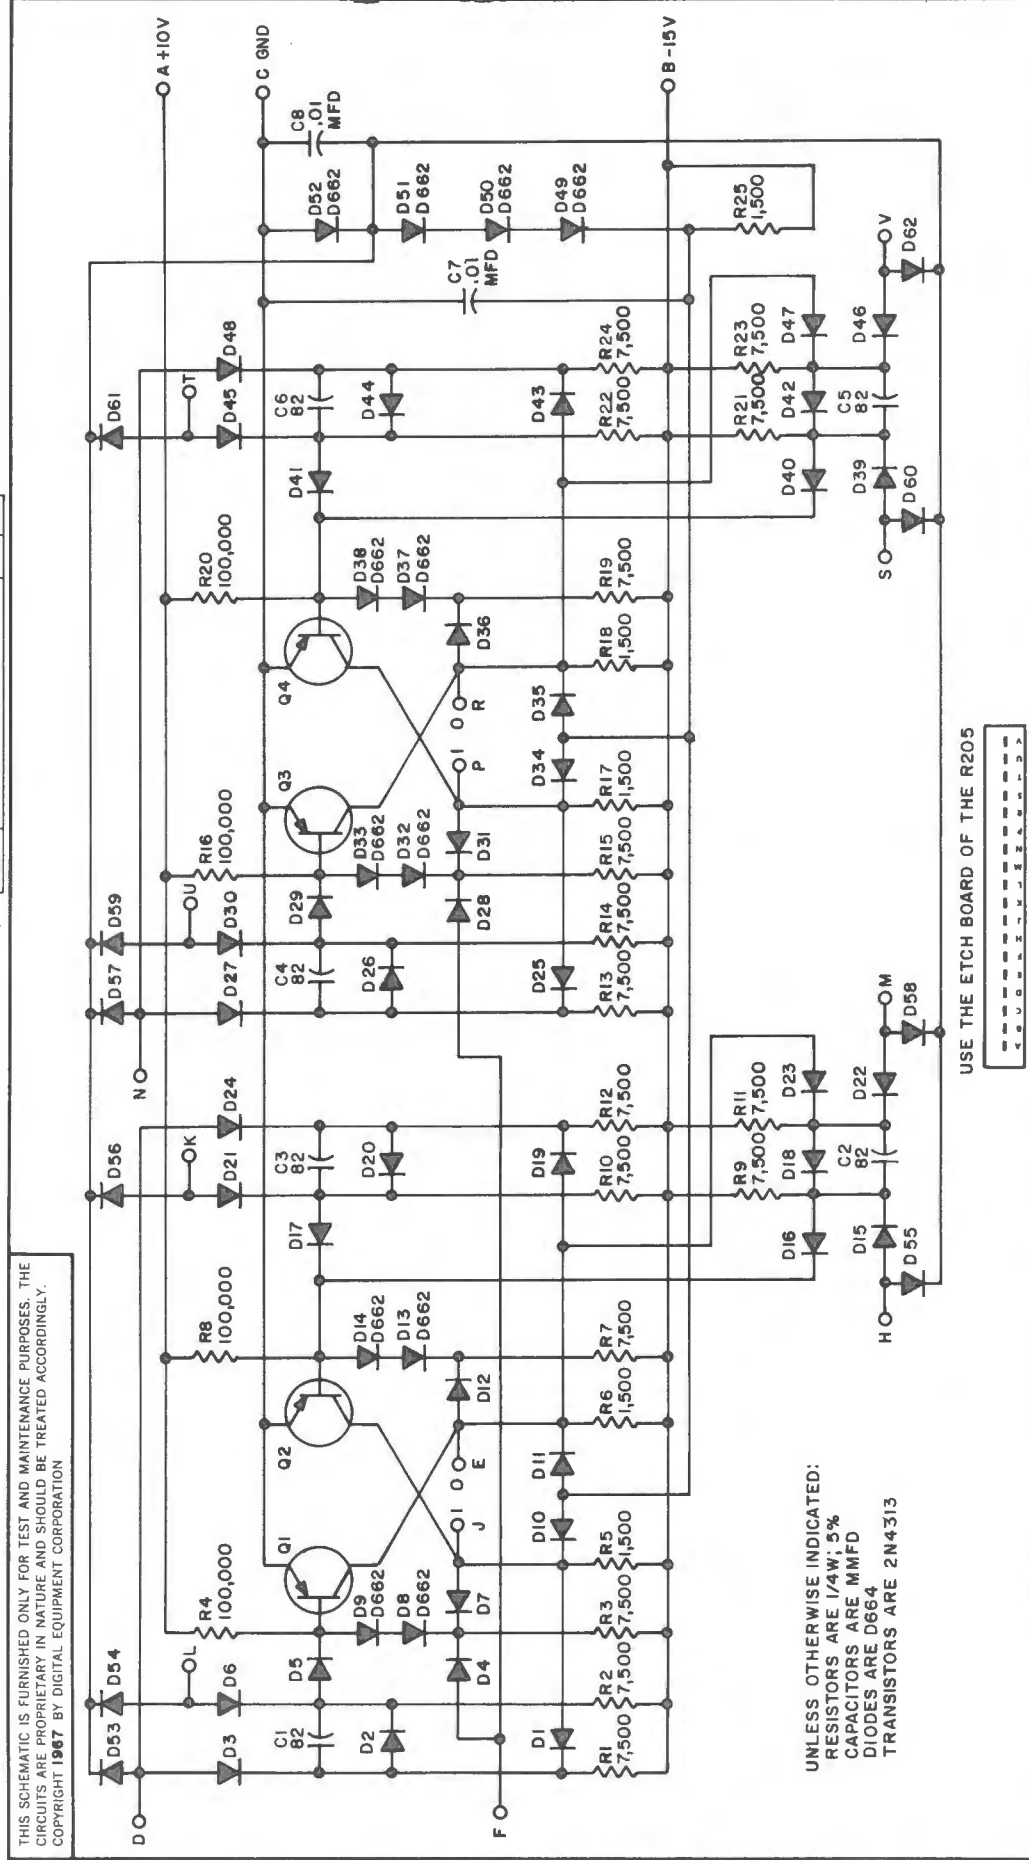 THIS SCHEMATIC IS FURNISHED ONLY FOR TEST AND MAINTENANCE PURPOSES. THE
CIRCUITS ARE PROPRIETARY IN NATURE AND SHOULD BE TREATED ACCORDINGLY.
COPYRIGHT 1967 BY DIGITAL EQUIPMENT CORPORATION
D53 D54 D56 D57 D59 D61
A +10V
D L K N U T
C GND
R4 100,000
R8 100,000
R16 100,000
R20 100,000
D3 D6 D21 D24 D27 D30 D45 D48
Q1 Q2 Q3 Q4
C8 .01 MFD
D52 D662
C1 82
D5
D17
C3 82
C4 82
D29
D41
C6 82
D9 D662
D14 D662
D33 D662
D38 D662
D51 D662
D2
D8 D662
D13 D662
D20
D26
D32 D662
D37 D662
D44
D50 D662
C7 .01 MFD
D4 D7 1 J 0 E D12
D28 D31 1 P 0 R D36
F
D49 D662
D1 D10 D11 D19 D25 D34 D35 D43
R1 7,500
R2 7,500
R3 7,500
R5 1,500
R6 1,500
R7 7,500
R10 7,500
R12 7,500
R13 7,500
R14 7,500
R15 7,500
R17 1,500
R18 1,500
R19 7,500
R22 7,500
R24 7,500
B -15V
R9 7,500
R11 7,500
R21 7,500
R23 7,500
R25 1,500
D16 D18 D23
D40 D42 D47
D15 C2 82 D22
D39 C5 82 D46
H D55 M D58
S D60 V D62
UNLESS OTHERWISE INDICATED:
RESISTORS ARE 1/4W; 5%
CAPACITORS ARE MMFD
DIODES ARE D664
TRANSISTORS ARE 2N4313
USE THE ETCH BOARD OF THE R205
A B C D E F H J K L M N P R S T U V